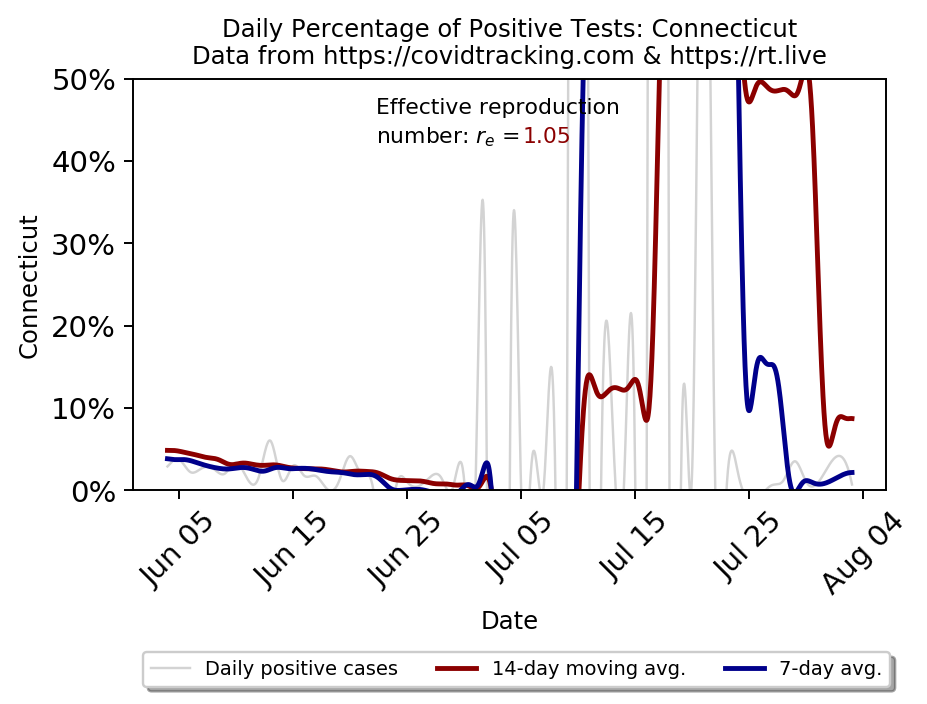 Daily Percentage of Positive Tests: Connecticut
Data from https://covidtracking.com & https://rt.live
50%
Effective reproduction
number: rₑ =1.05
40%
30%
20%
10%
0%
Connecticut
Jun 05
Jun 15
Jun 25
Jul 05
Jul 15
Jul 25
Aug 04
Date
Daily positive cases
14-day moving avg.
7-day avg.